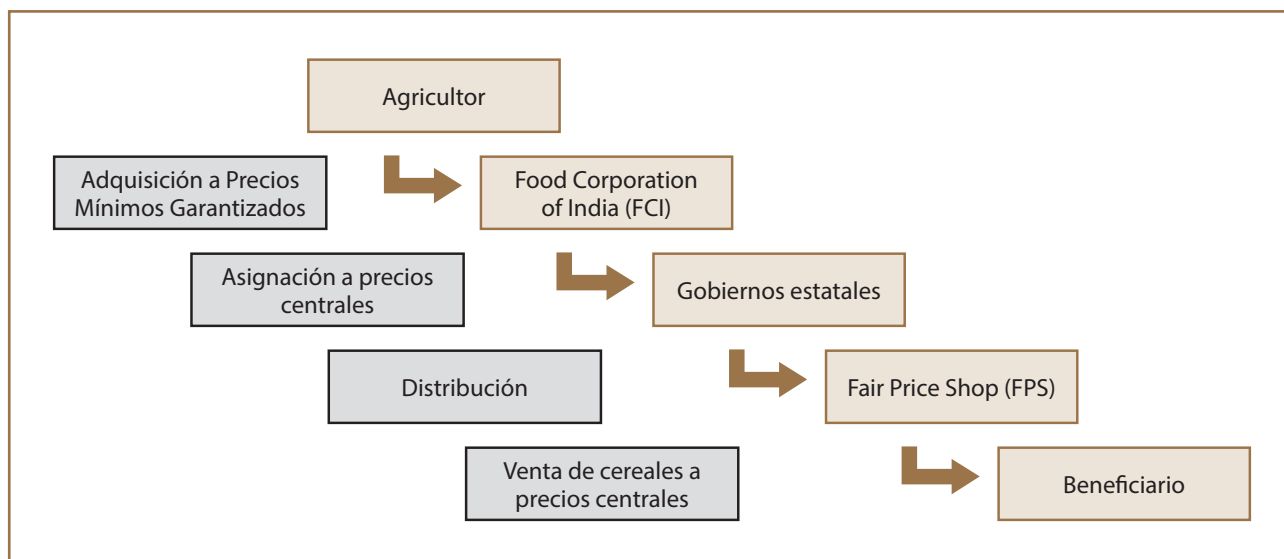 Agricultor
Adquisición a Precios
Mínimos Garantizados
Food Corporation
of India (FCI)
Asignación a precios
centrales
Gobiernos estatales
Distribución
Fair Price Shop (FPS)
Venta de cereales a
precios centrales
Beneficiario